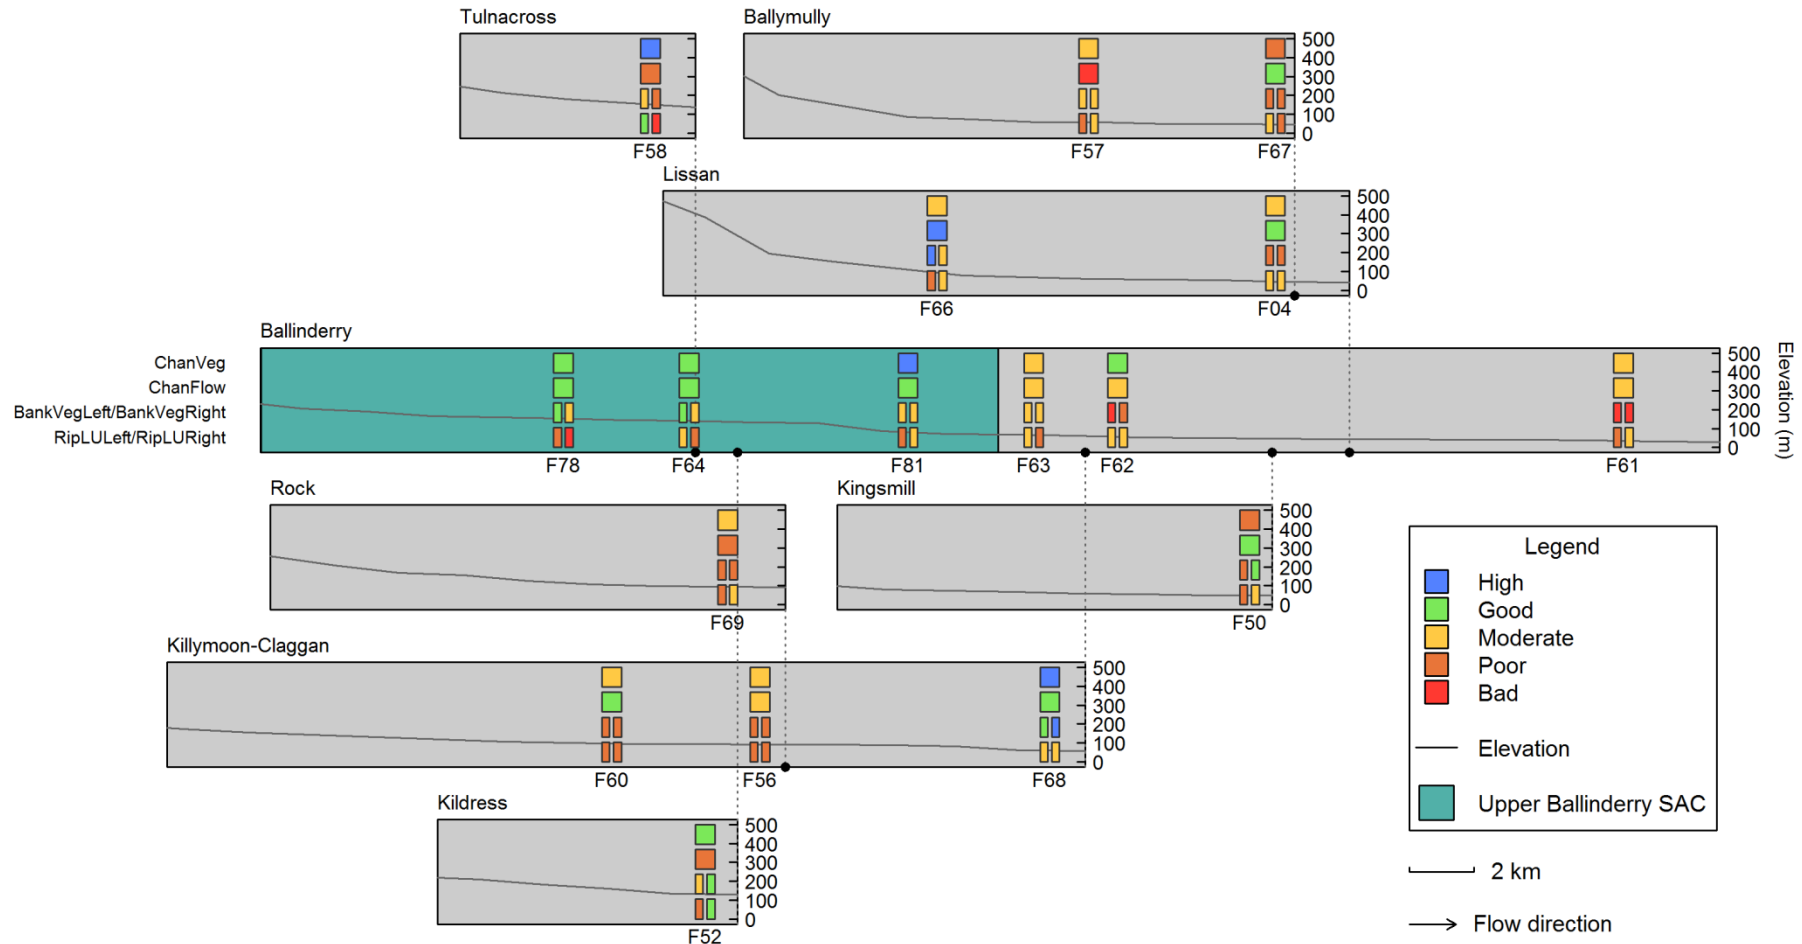 Tulnacross
Ballymully
500
400
300
200
100
0
F58
F57
F67
Lissan
500
400
300
200
100
0
F66
F04
Ballinderry
ChanVeg
ChanFlow
BankVegLeft/BankVegRight
RipLULeft/RipLURight
500
400
300
200
100
0
Elevation (m)
F78
F64
F81
F63
F62
F61
Rock
Kingsmill
500
400
300
200
100
0
F69
F50
Killymoon-Claggan
500
400
300
200
100
0
F60
F56
F68
Kildress
500
400
300
200
100
0
F52
Legend
High
Good
Moderate
Poor
Bad
Elevation
Upper Ballinderry SAC
2 km
Flow direction